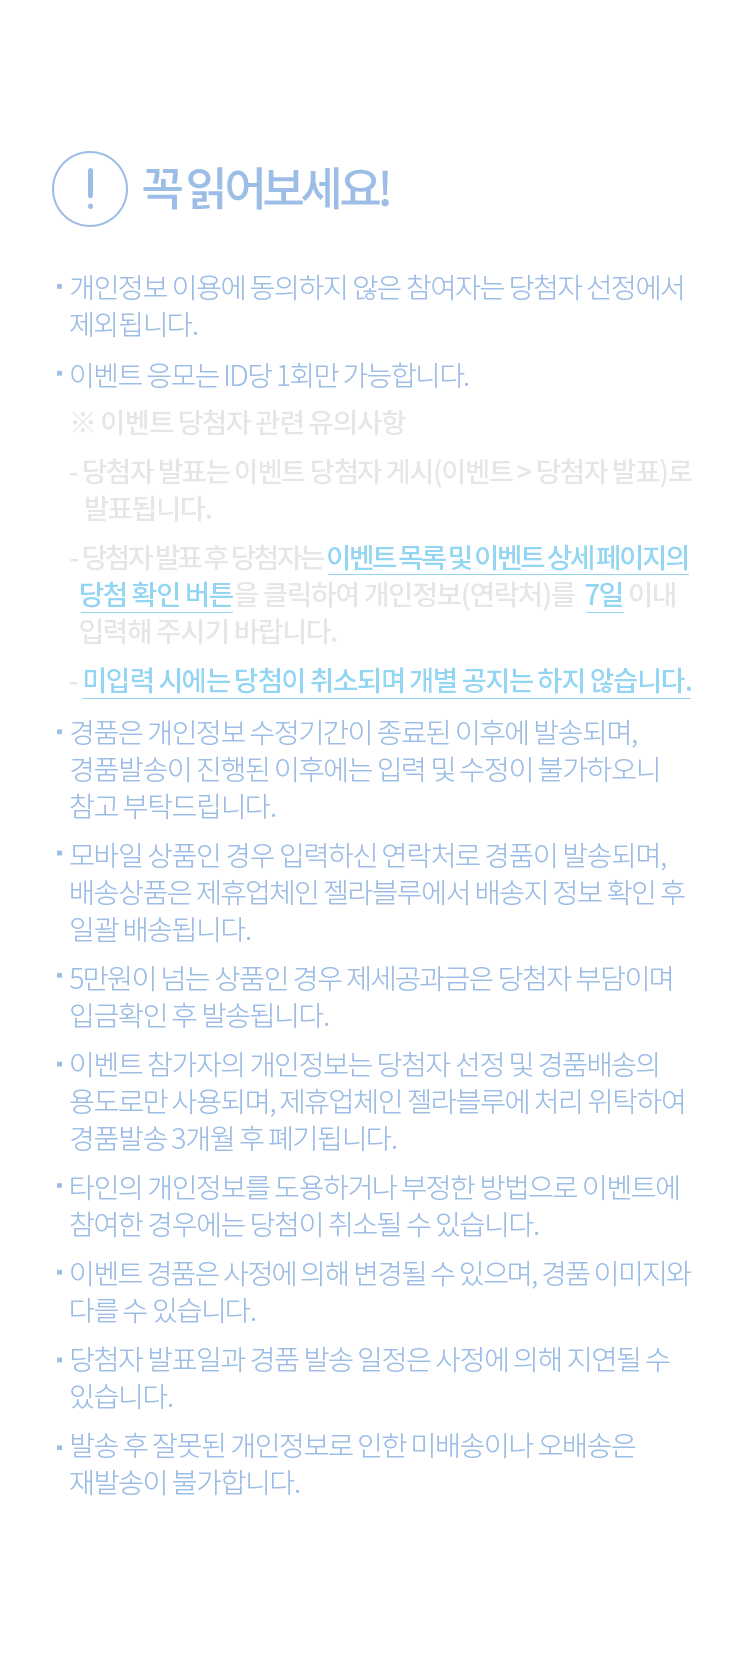 ! 꼭 읽어보세요!
· 개인정보 이용에 동의하지 않은 참여자는 당첨자 선정에서
제외됩니다.
· 이벤트 응모는 ID당 1회만 가능합니다.
※ 이벤트 당첨자 관련 유의사항
- 당첨자 발표는 이벤트 당첨자 게시(이벤트 > 당첨자 발표)로
발표됩니다.
- 당첨자 발표 후 당첨자는 이벤트 목록 및 이벤트 상세 페이지의
당첨 확인 버튼을 클릭하여 개인정보(연락처)를 7일 이내
입력해 주시기 바랍니다.
- 미입력 시에는 당첨이 취소되며 개별 공지는 하지 않습니다.
· 경품은 개인정보 수정기간이 종료된 이후에 발송되며,
경품발송이 진행된 이후에는 입력 및 수정이 불가하오니
참고 부탁드립니다.
· 모바일 상품인 경우 입력하신 연락처로 경품이 발송되며,
배송상품은 제휴업체인 젤라블루에서 배송지 정보 확인 후
일괄 배송됩니다.
· 5만원이 넘는 상품인 경우 제세공과금은 당첨자 부담이며
입금확인 후 발송됩니다.
· 이벤트 참가자의 개인정보는 당첨자 선정 및 경품배송의
용도로만 사용되며, 제휴업체인 젤라블루에 처리 위탁하여
경품발송 3개월 후 폐기됩니다.
· 타인의 개인정보를 도용하거나 부정한 방법으로 이벤트에
참여한 경우에는 당첨이 취소될 수 있습니다.
· 이벤트 경품은 사정에 의해 변경될 수 있으며, 경품 이미지와
다를 수 있습니다.
· 당첨자 발표일과 경품 발송 일정은 사정에 의해 지연될 수
있습니다.
· 발송 후 잘못된 개인정보로 인한 미배송이나 오배송은
재발송이 불가합니다.